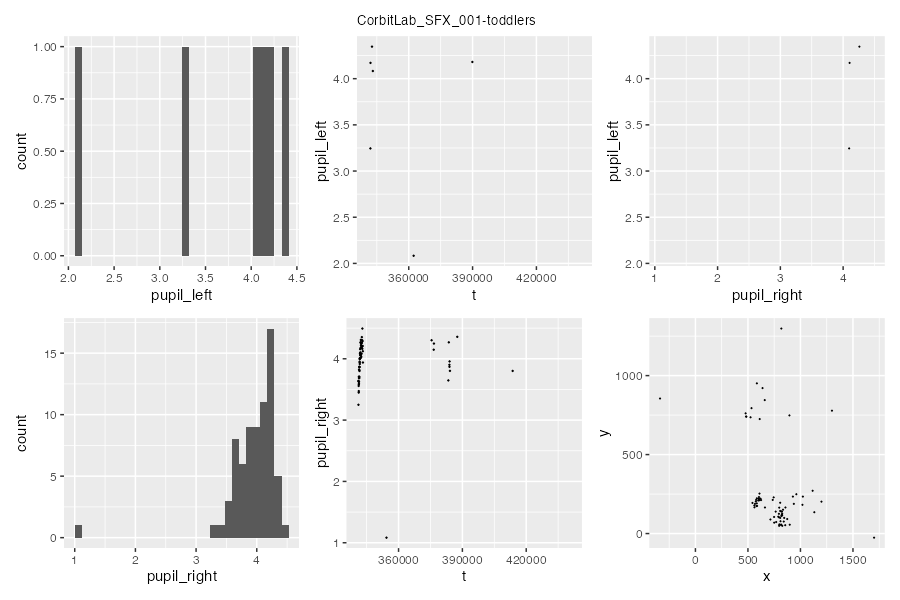 CorbitLab_SFX_001-toddlers
count
1.00
0.75
0.50
0.25
0.00
2.0 2.5 3.0 3.5 4.0 4.5
pupil_left
pupil_left
4.0
3.5
3.0
2.5
2.0
360000 390000 420000
t
pupil_left
4.0
3.5
3.0
2.5
2.0
1 2 3 4
pupil_right
count
15
10
5
0
1 2 3 4
pupil_right
pupil_right
4
3
2
1
360000 390000 420000
t
y
1000
500
0
0 500 1000 1500
x